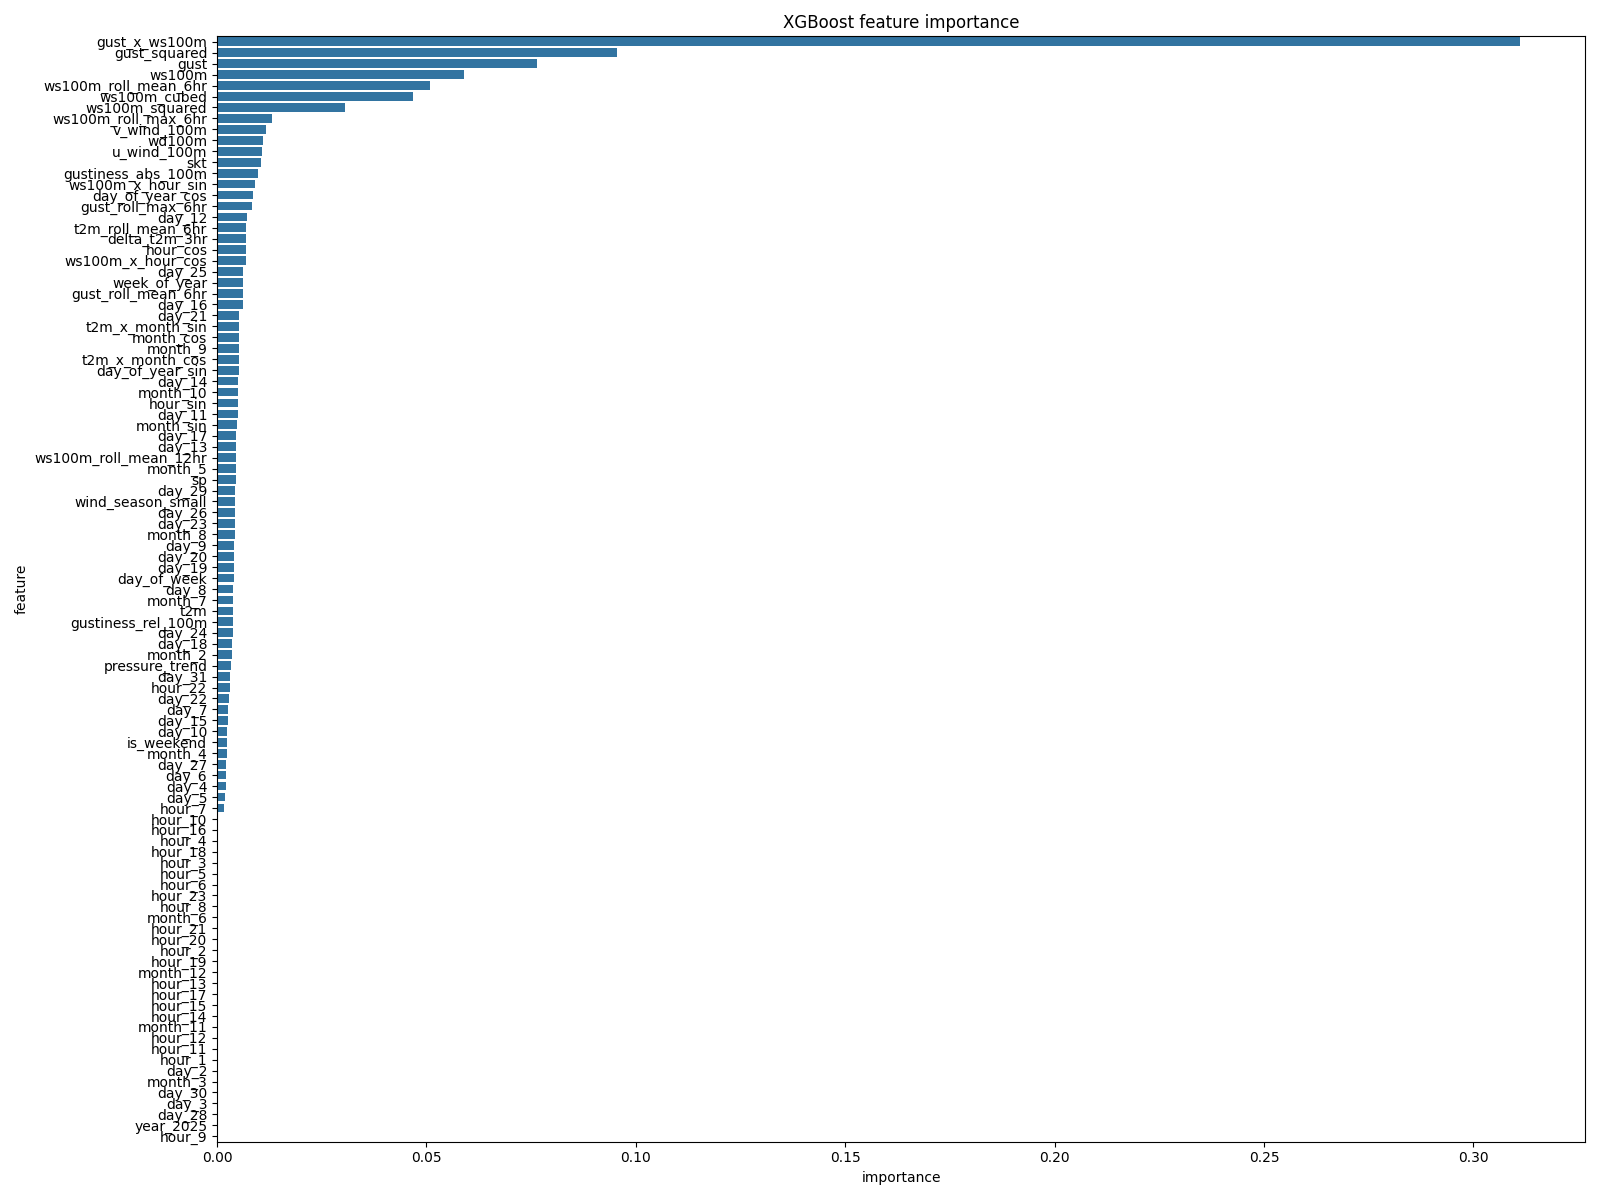 XGBoost feature importance
feature
gust_x_ws100m
gust_squared
gust
ws100m
ws100m_roll_mean_6hr
ws100m_cubed
ws100m_squared
ws100m_roll_max_6hr
v_wind_100m
wd100m
u_wind_100m
skt
gustiness_abs_100m
ws100m_x_hour_sin
day_of_year_cos
gust_roll_max_6hr
day_12
t2m_roll_mean_6hr
delta_t2m_3hr
hour_cos
ws100m_x_hour_cos
day_25
week_of_year
gust_roll_mean_6hr
day_16
day_21
t2m_x_month_sin
month_cos
month_9
t2m_x_month_cos
day_of_year_sin
day_14
month_10
hour_sin
day_11
month_sin
day_17
day_13
ws100m_roll_mean_12hr
month_5
sp
day_29
wind_season_small
day_26
day_23
month_8
day_9
day_20
day_19
day_of_week
day_8
month_7
t2m
gustiness_rel_100m
day_24
day_18
month_2
pressure_trend
day_31
hour_22
day_22
day_7
day_15
day_10
is_weekend
month_4
day_27
day_6
day_4
day_5
hour_7
hour_10
hour_16
hour_4
hour_18
hour_3
hour_5
hour_6
hour_23
hour_8
month_6
hour_21
hour_20
hour_2
hour_19
month_12
hour_13
hour_17
hour_15
hour_14
month_11
hour_12
hour_11
hour_1
day_2
month_3
day_30
day_3
day_28
year_2025
hour_9
0.00 0.05 0.10 0.15 0.20 0.25 0.30
importance